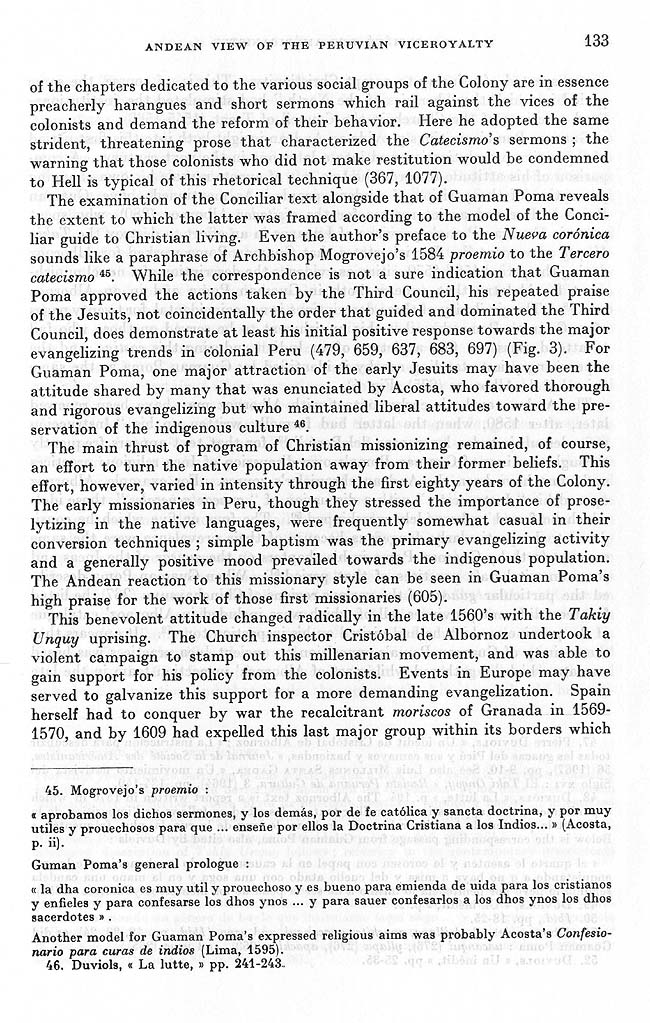 ANDEAN VIEW OF THE PERUVIAN VICEROYALTY 133
of the chapters dedicated to the various social groups of the Colony are in essence
preacherly harangues and short sermons which rail against the vices of the
colonists and demand the reform of their behavior. Here he adopted the same
strident, threatening prose that characterized the Catecismo's sermons ; the
warning that those colonists who did not make restitution would be condemned
to Hell is typical of this rhetorical technique (367, 1077).
The examination of the Conciliar text alongside that of Guaman Poma reveals
the extent to which the latter was framed according to the model of the Conci-
liar guide to Christian living. Even the author's preface to the Nueva corónica
sounds like a paraphrase of Archbishop Mogrovejo's 1584 proemio to the Tercero
catecismo 45. While the correspondence is not a sure indication that Guaman
Poma approved the actions taken by the Third Council, his repeated praise
of the Jesuits, not coincidentally the order that guided and dominated the Third
Council, does demonstrate at least his initial positive response towards the major
evangelizing trends in colonial Peru (479, 659, 637, 683, 697) (Fig. 3). For
Guaman Poma, one major attraction of the early Jesuits may have been the
attitude shared by many that was enunciated by Acosta, who favored thorough
and rigorous evangelizing but who maintained liberal attitudes toward the pre-
servation of the indigenous culture 46.
The main thrust of program of Christian missionizing remained, of course,
an effort to turn the native population away from their former beliefs. This
effort, however, varied in intensity through the first eighty years of the Colony.
The early missionaries in Peru, though they stressed the importance of prose-
lytizing in the native languages, were frequently somewhat casual in their
conversion techniques ; simple baptism was the primary evangelizing activity
and a generally positive mood prevailed towards the indigenous population.
The Andean reaction to this missionary style can be seen in Guaman Poma's
high praise for the work of those first missionaries (605).
This benevolent attitude changed radically in the late 1560's with the Takiy
Unquy uprising. The Church inspector Cristóbal de Albornoz undertook a
violent campaign to stamp out this millenarian movement, and was able to
gain support for his policy from the colonists. Events in Europe may have
served to galvanize this support for a more demanding evangelization. Spain
herself had to conquer by war the recalcitrant moriscos of Granada in 1569-
1570, and by 1609 had expelled this last major group within its borders which
45. Mogrovejo's proemio :
« aprobamos los dichos sermones, y los demás, por de fe católica y sancta doctrina, y por muy
utiles y prouechosos para que ... enseñe por ellos la Doctrina Cristiana a los Indios... » (Acosta,
p. ii).
Guman Poma's general prologue :
« la dha coronica es muy util y prouechoso y es bueno para emienda de uida para los cristianos
y enfieles y para confesarse los dhos ynos ... y para sauer confesarlos a los dhos ynos los dhos
sacerdotes ».
Another model for Guaman Poma's expressed religious aims was probably Acosta's Confesio-
nario para curas de indios (Lima, 1595).
46. Duviols, « La lutte, » pp. 241-243.